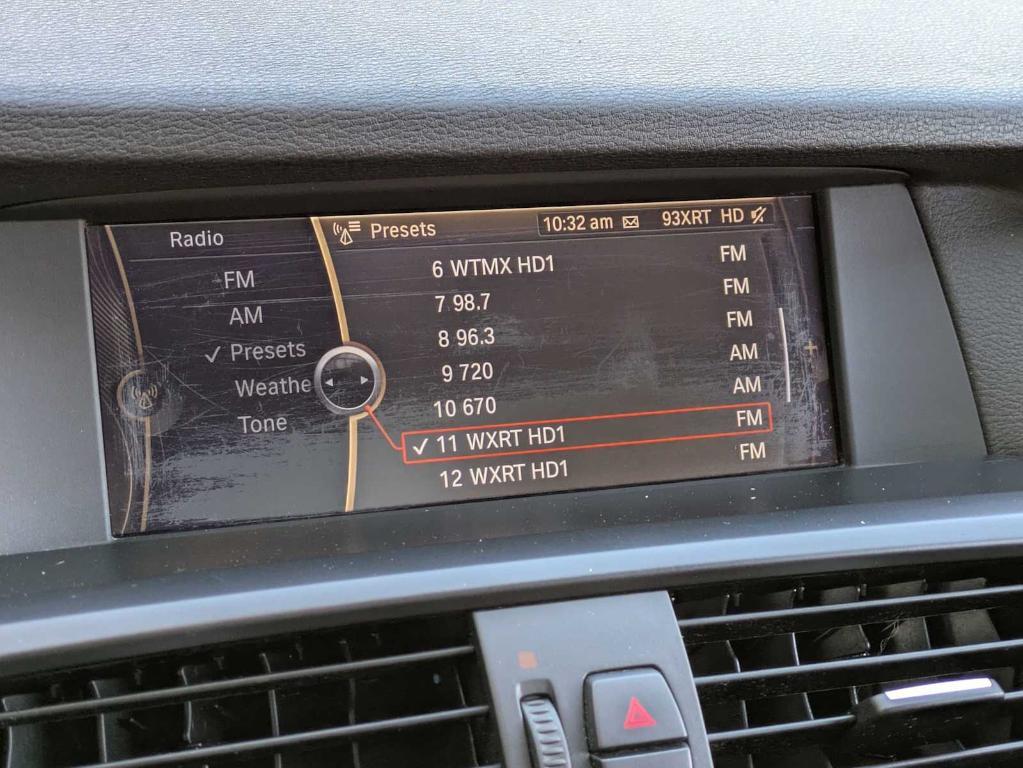 Radio
FM
AM
✓ Presets
Weathe
Tone
Presets 10:32 am 93XRT HD
6 WTMX HD1 FM
7 98.7 FM
8 96.3 FM
9 720 AM
10 670 AM
✓ 11 WXRT HD1 FM
12 WXRT HD1 FM